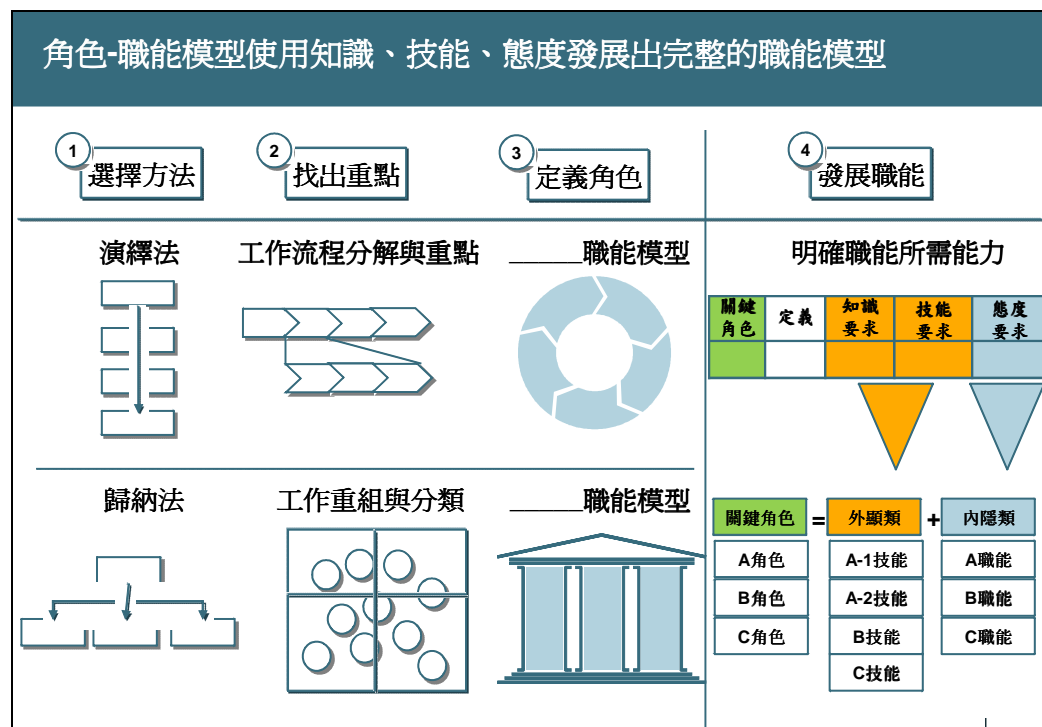 角色-職能模型使用知識、技能、態度發展出完整的職能模型
1
選擇方法
2
找出重點
3
定義角色
4
發展職能
演繹法
工作流程分解與重點
______職能模型
明確職能所需能力
關鍵
角色
定義
知識
要求
技能
要求
態度
要求
歸納法
工作重組與分類
______職能模型
關鍵角色 = 外顯類 + 內隱類
A角色
A-1技能
A職能
B角色
A-2技能
B職能
C角色
B技能
C職能
C技能